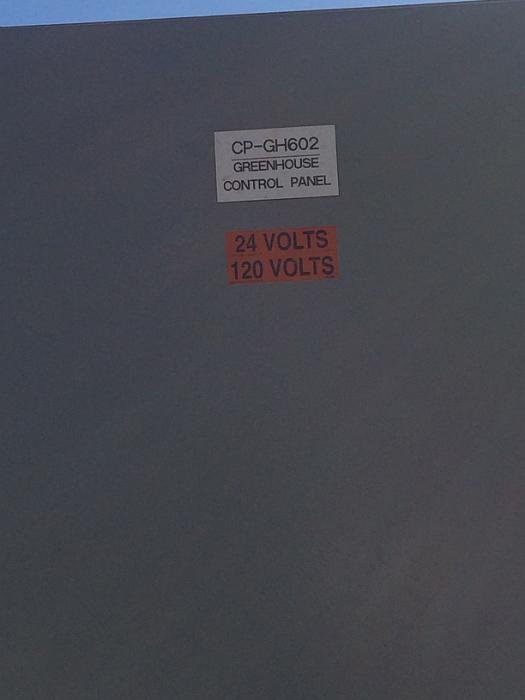 CP-GH602
GREENHOUSE
CONTROL PANEL
24 VOLTS
120 VOLTS